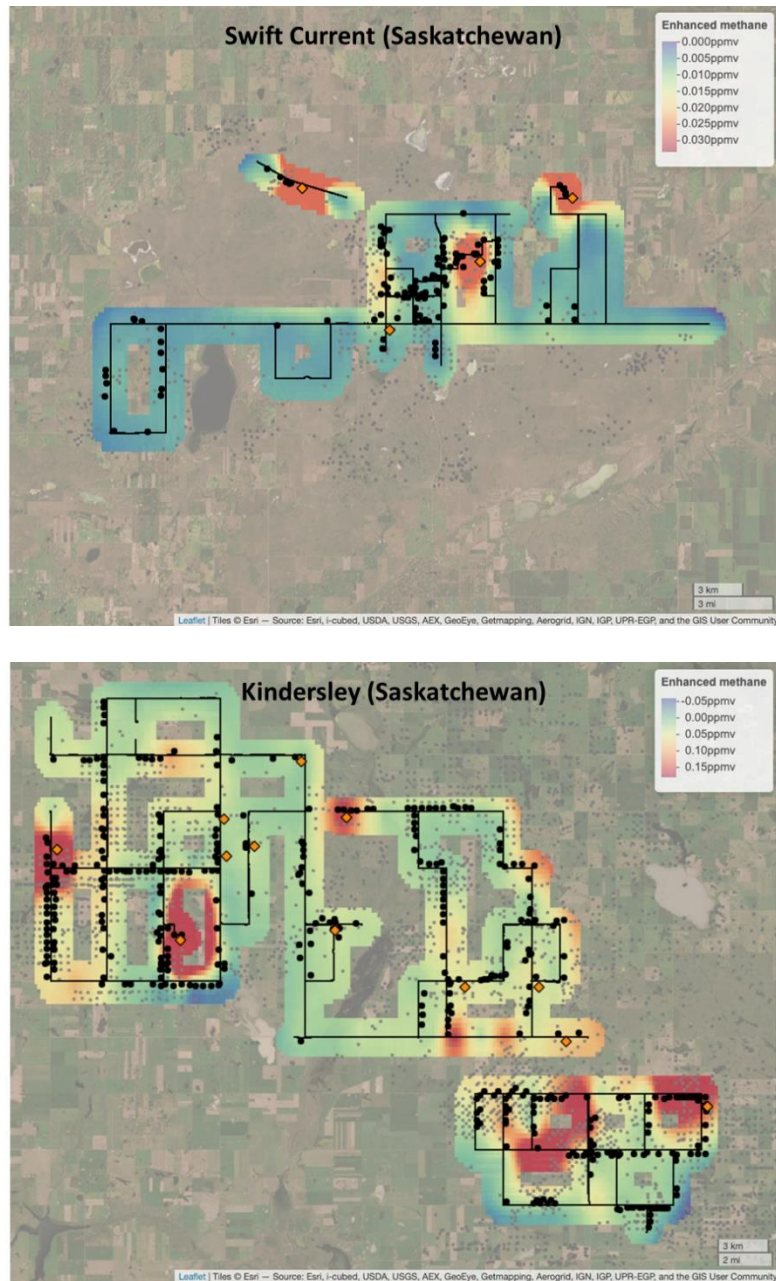 Swift Current (Saskatchewan)
Enhanced methane
0.000ppmv
0.005ppmv
0.010ppmv
0.015ppmv
0.020ppmv
0.025ppmv
0.030ppmv
3 km
3 mi
Leaflet | Tiles © Esri — Source: Esri, i-cubed, USDA, USGS, AEX, GeoEye, Getmapping, Aerogrid, IGN, IGP, UPR-EGP, and the GIS User Community
Kindersley (Saskatchewan)
Enhanced methane
-0.05ppmv
0.00ppmv
0.05ppmv
0.10ppmv
0.15ppmv
3 km
2 mi
Leaflet | Tiles © Esri — Source: Esri, i-cubed, USDA, USGS, AEX, GeoEye, Getmapping, Aerogrid, IGN, IGP, UPR-EGP, and the GIS User Community